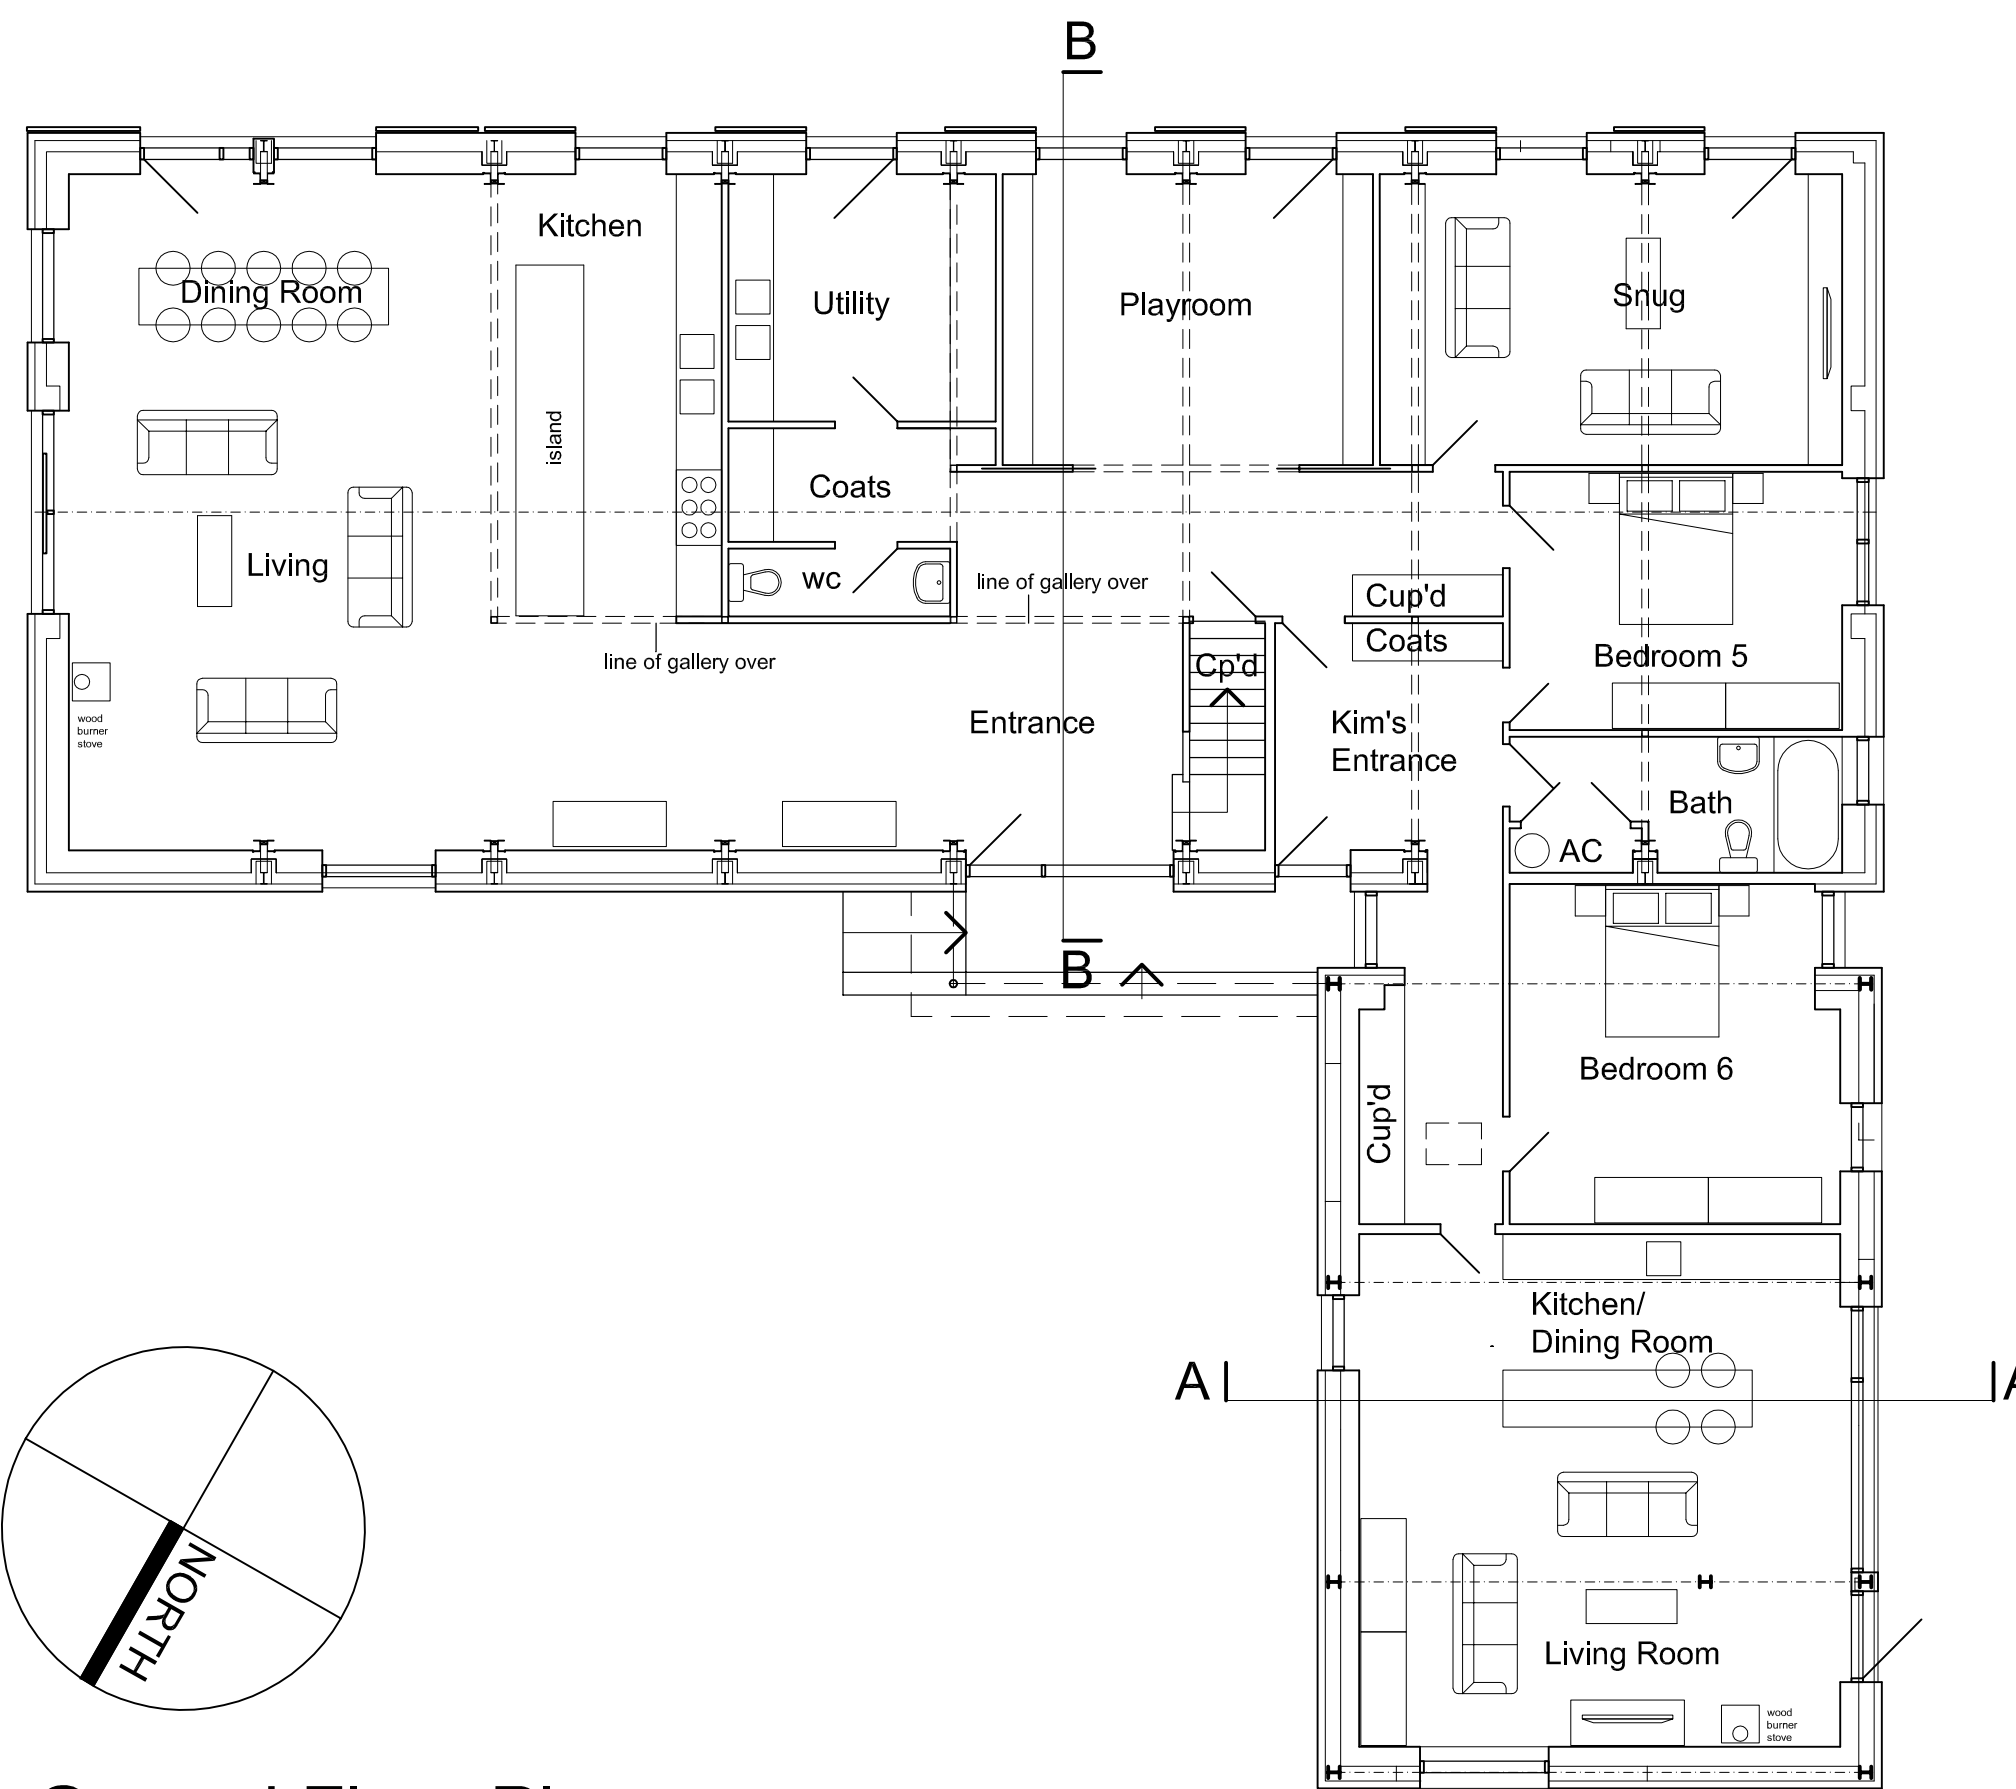 B
Kitchen
Dining Room
Utility
Playroom
Snug
island
Coats
Living
wc
line of gallery over
Cup'd
line of gallery over
Coats
Cp'd
Bedroom 5
wood
burner
stove
Entrance
Kim's
Entrance
Bath
AC
B
Bedroom 6
Cup'd
Kitchen/
Dining Room
A
A
NORTH
Living Room
wood
burner
stove